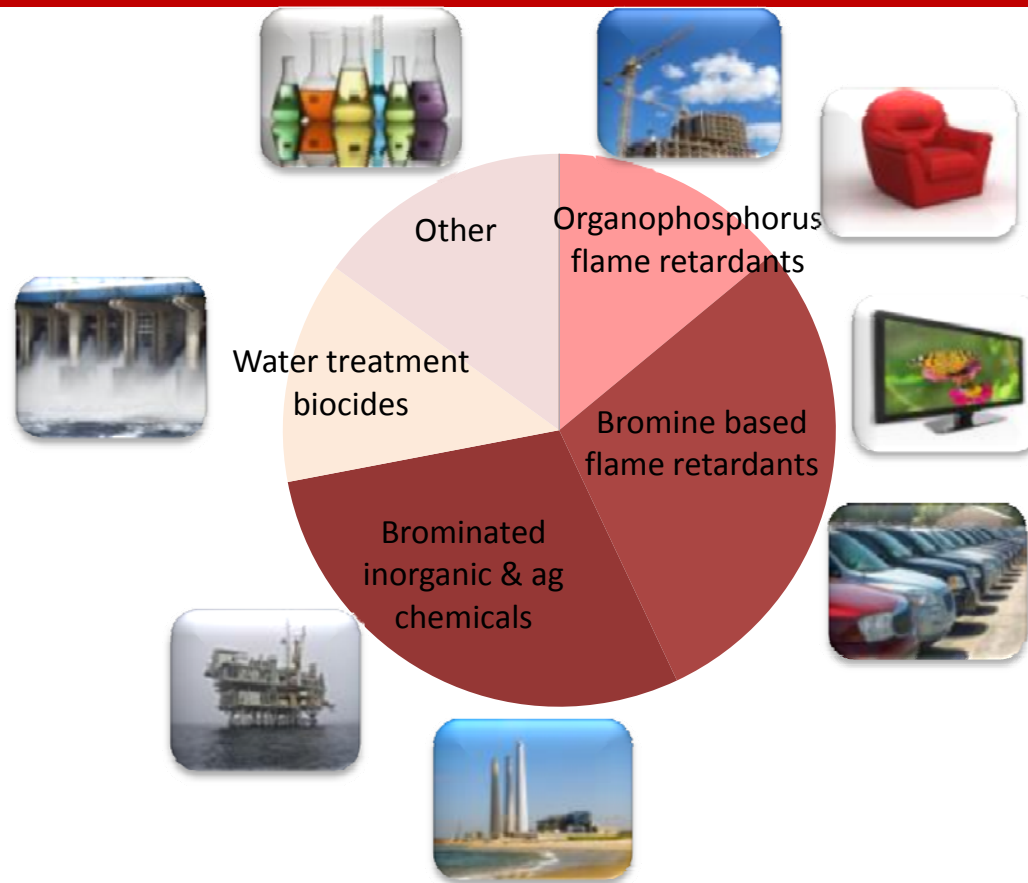 Other
Organophosphorus
flame retardants
Water treatment
biocides
Bromine based
flame retardants
Brominated
inorganic & ag
chemicals